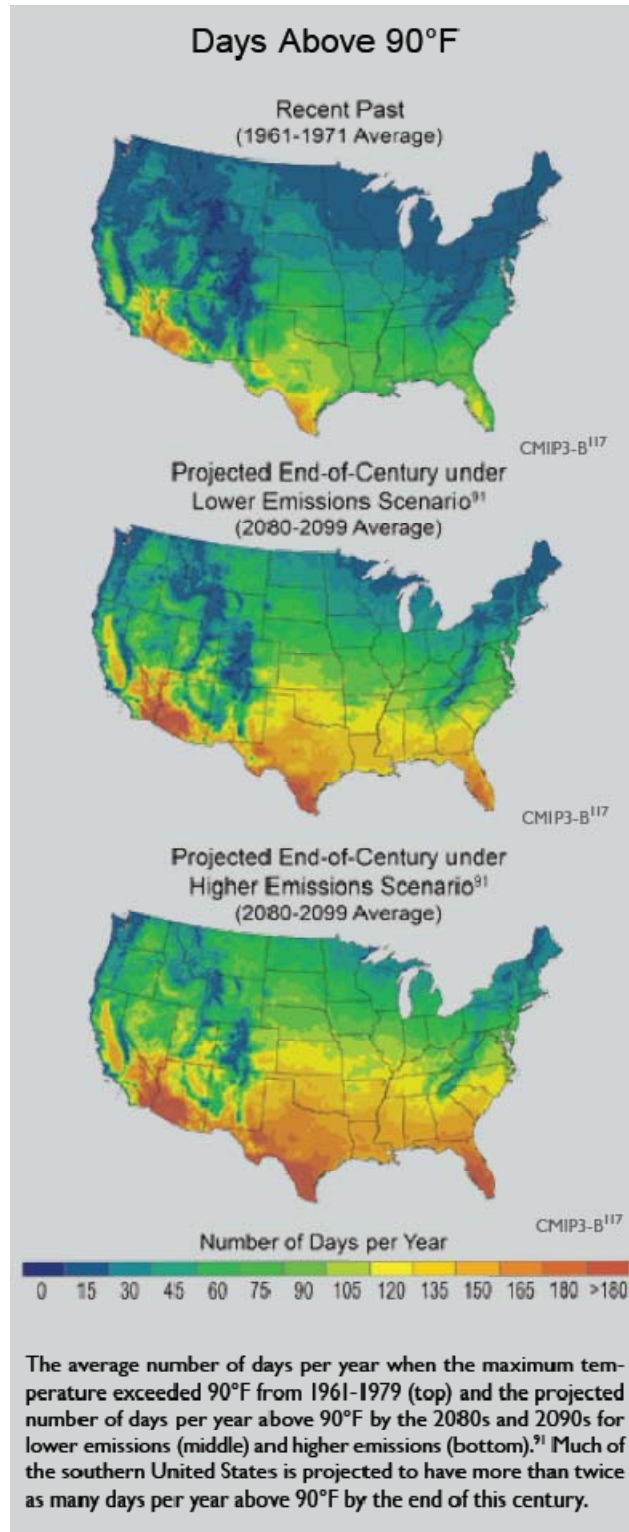 Days Above 90°F
Recent Past
(1961-1971 Average)
CMIP3-B117
Projected End-of-Century under
Lower Emissions Scenario91
(2080-2099 Average)
CMIP3-B117
Projected End-of-Century under
Higher Emissions Scenario91
(2080-2099 Average)
CMIP3-B117
Number of Days per Year
0 15 30 45 60 75 90 105 120 135 150 165 180 >180
The average number of days per year when the maximum tem-
perature exceeded 90°F from 1961-1979 (top) and the projected
number of days per year above 90°F by the 2080s and 2090s for
lower emissions (middle) and higher emissions (bottom).91 Much of
the southern United States is projected to have more than twice
as many days per year above 90°F by the end of this century.